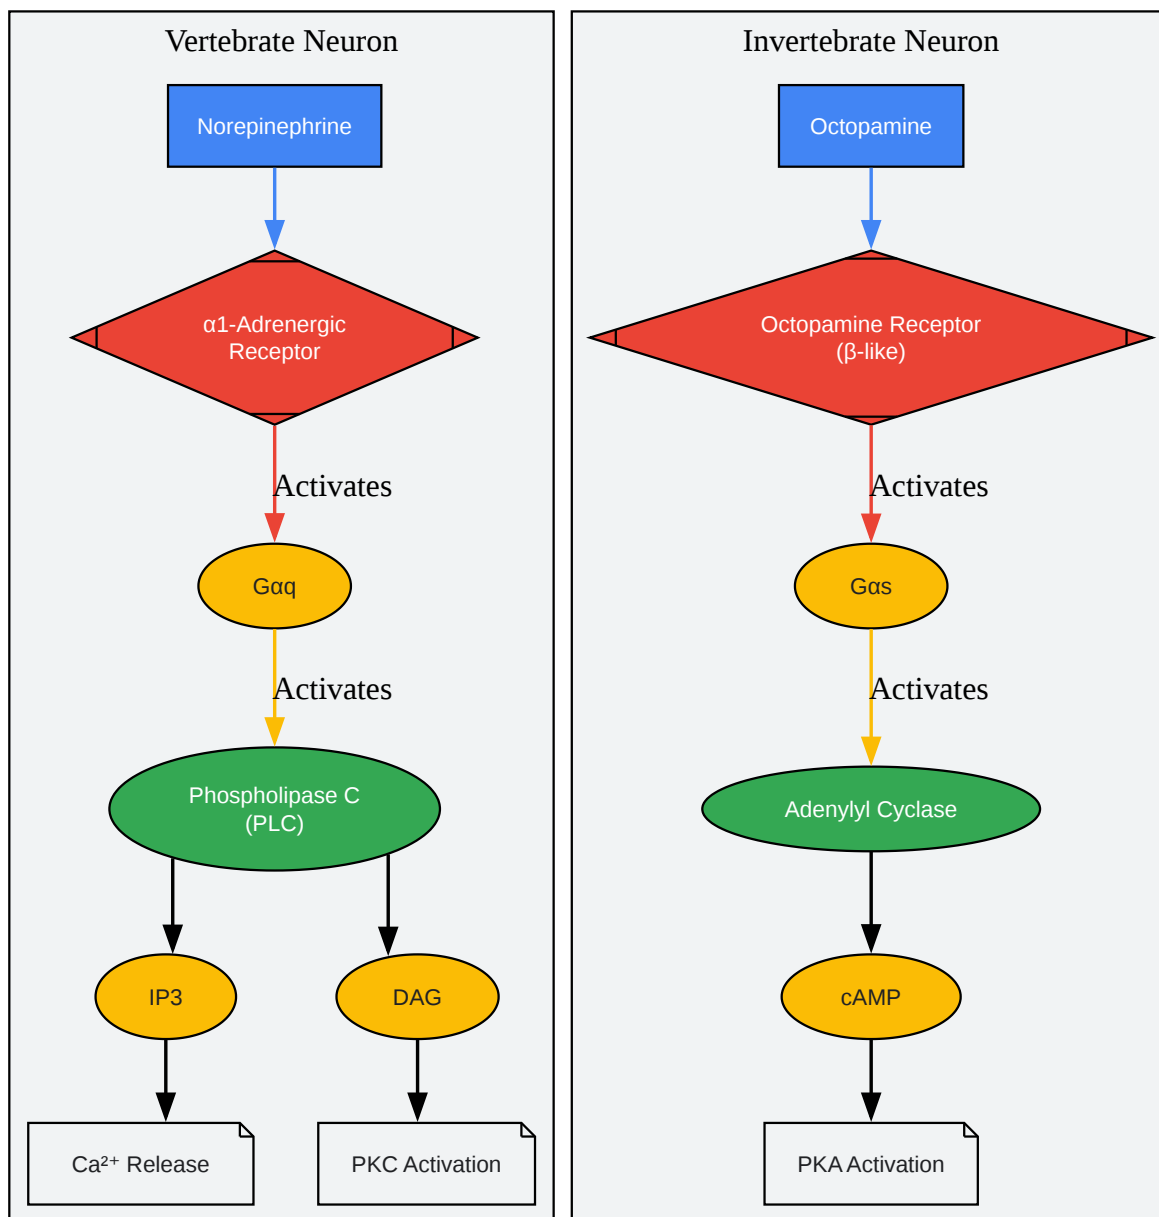 Vertebrate Neuron
Norepinephrine
α1-Adrenergic
Receptor
Activates
Gαq
Activates
Phospholipase C
(PLC)
IP3
DAG
Ca²⁺ Release
PKC Activation
Invertebrate Neuron
Octopamine
Octopamine Receptor
(β-like)
Activates
Gαs
Activates
Adenylyl Cyclase
cAMP
PKA Activation